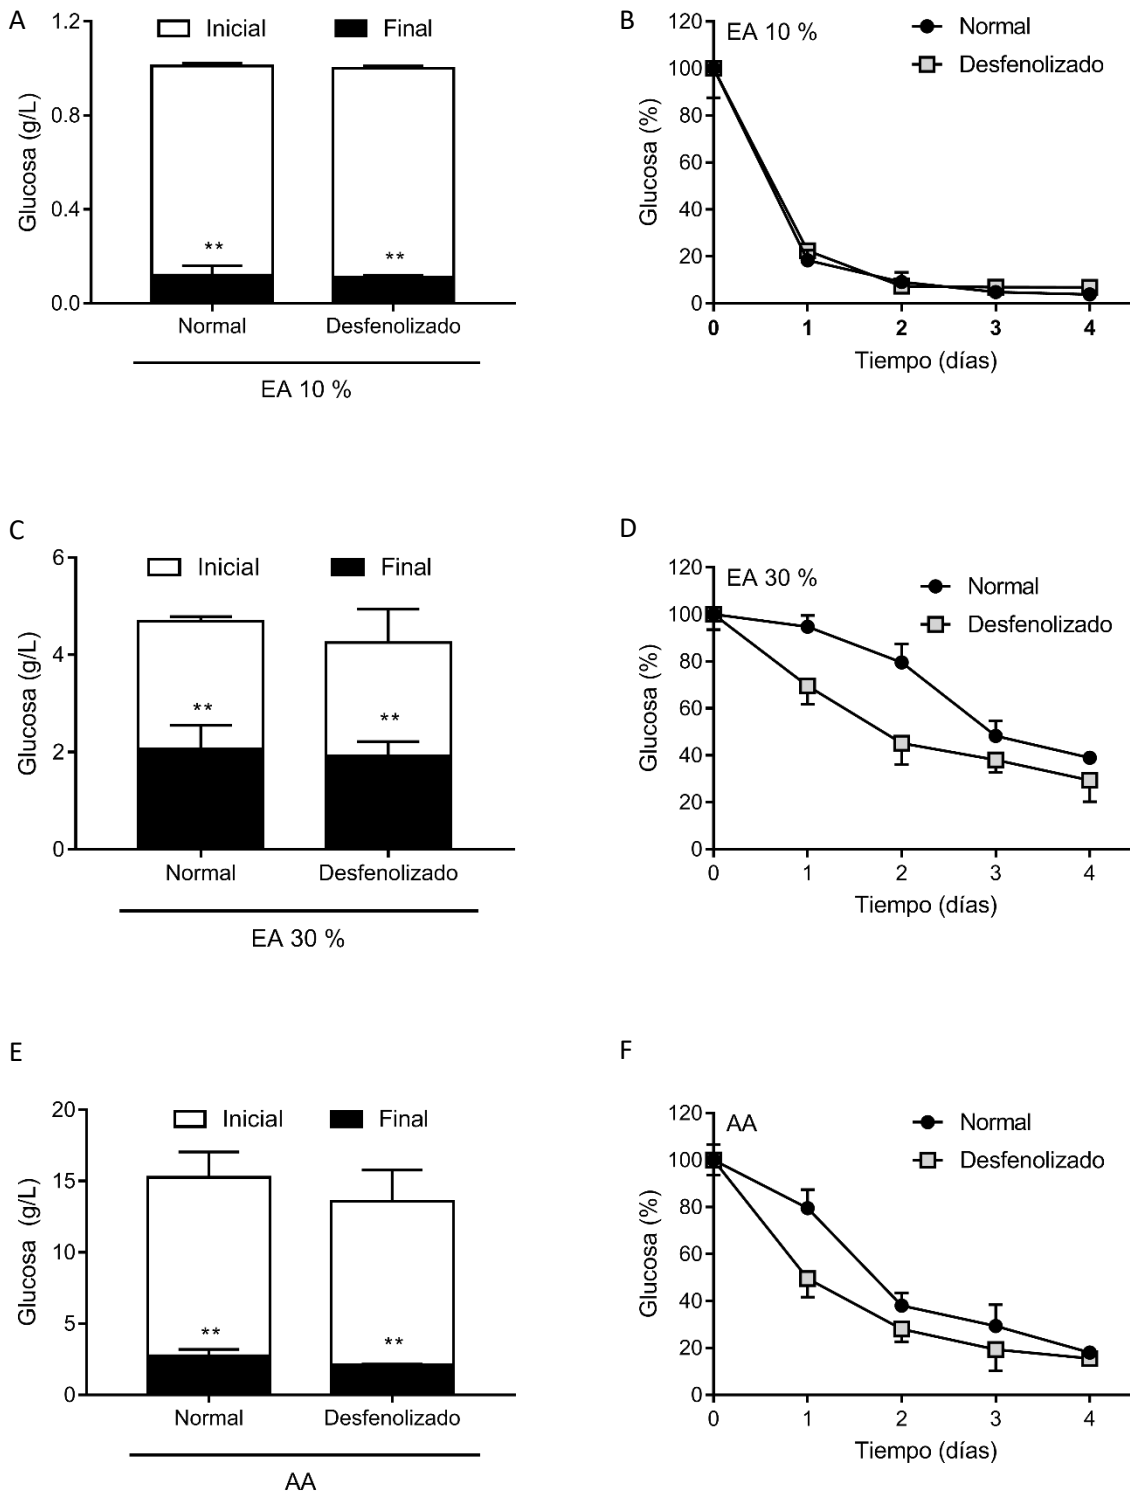 A
Inicial Final
Glucosa (g/L)
1.2
0.8
0.4
0.0
** **
Normal Desfenolizado
EA 10 %
B
EA 10 %
Normal
Desfenolizado
Glucosa (%)
120
100
80
60
40
20
0
0 1 2 3 4
Tiempo (días)
C
Inicial Final
Glucosa (g/L)
6
4
2
0
** **
Normal Desfenolizado
EA 30 %
D
EA 30 %
Normal
Desfenolizado
Glucosa (%)
120
100
80
60
40
20
0
0 1 2 3 4
Tiempo (días)
E
Inicial Final
Glucosa (g/L)
20
15
10
5
0
** **
Normal Desfenolizado
AA
F
AA
Normal
Desfenolizado
Glucosa (%)
120
100
80
60
40
20
0
0 1 2 3 4
Tiempo (días)